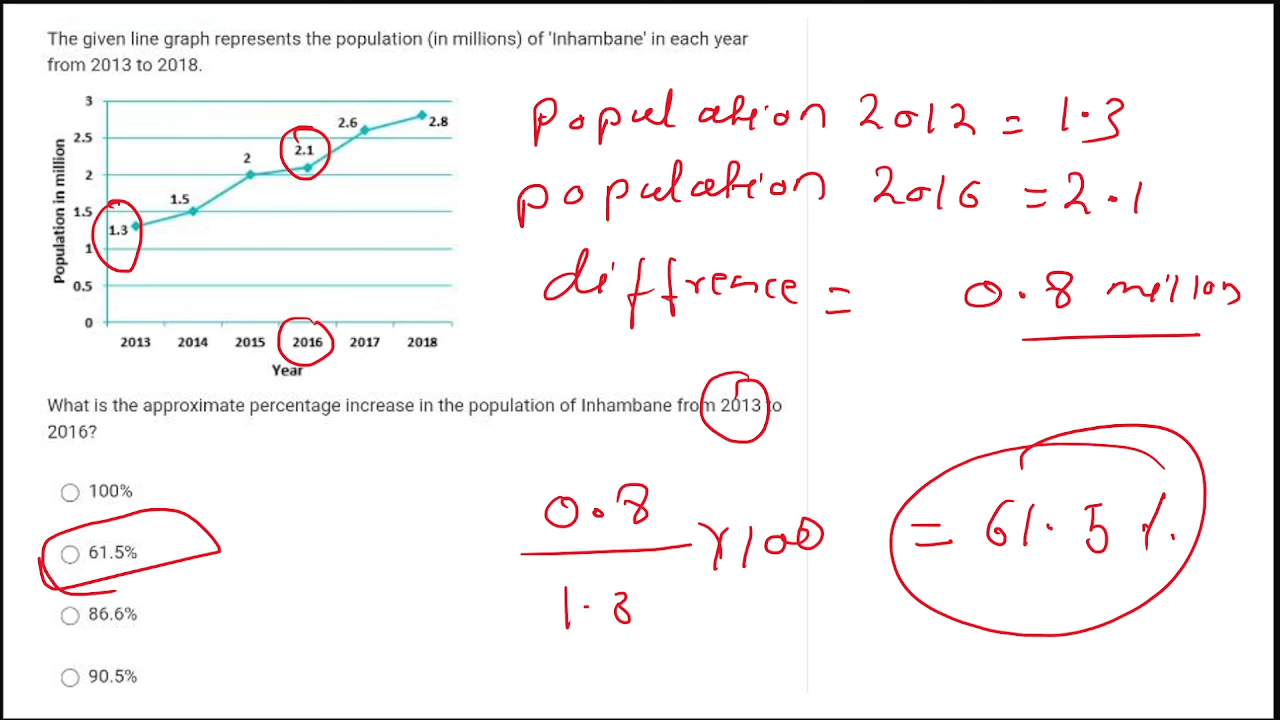 The given line graph represents the population (in millions) of 'Inhambane' in each year
from 2013 to 2018.
Population in million
3
2.5
2
1.5
1
0.5
0
1.3
1.5
2
2.1
2.6
2.8
2013 2014 2015 2016 2017 2018
Year
What is the approximate percentage increase in the population of Inhambane from 2013 to
2016?
100%
61.5%
86.6%
90.5%
Population 2012 = 1.3
population 2016 = 2.1
diffrence = 0.8 millon
0.8
1.3
×100
= 61.5 %